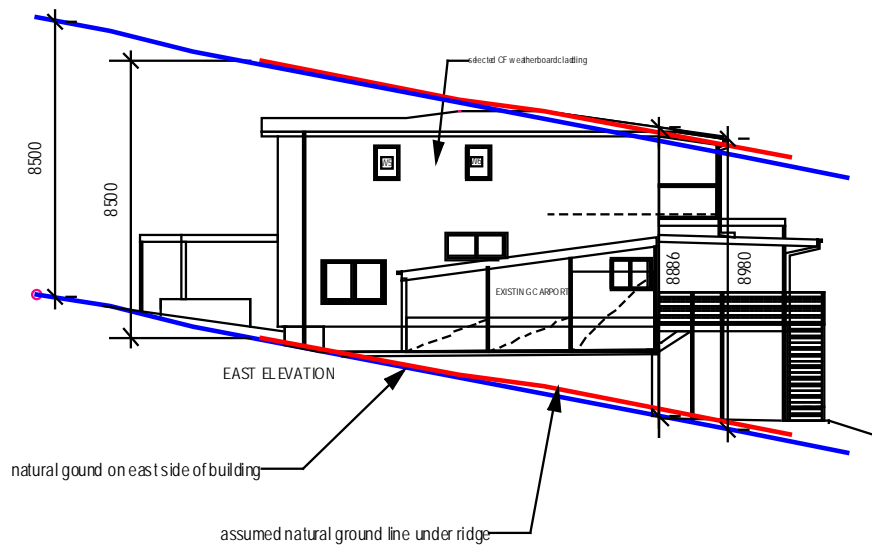 selected CF weatherboard cladding
8500
8500
EXISTING CARPORT
8886
8980
EAST ELEVATION
natural gound on east side of building
assumed natural ground line under ridge